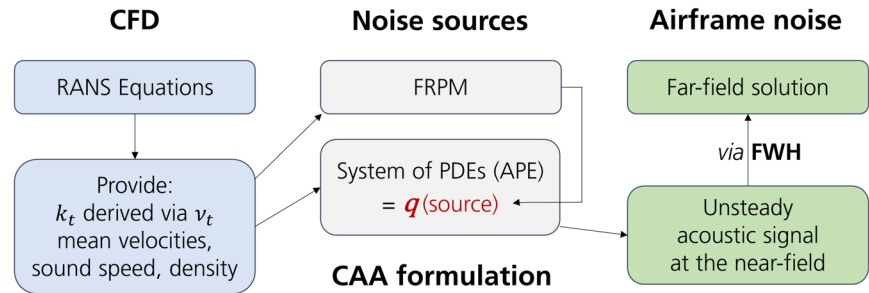 CFD
RANS Equations
Provide:
k_t derived via ν_t
mean velocities,
sound speed, density
Noise sources
FRPM
System of PDEs (APE)
= q(source)
CAA formulation
Airframe noise
Far-field solution
via FWH
Unsteady
acoustic signal
at the near-field